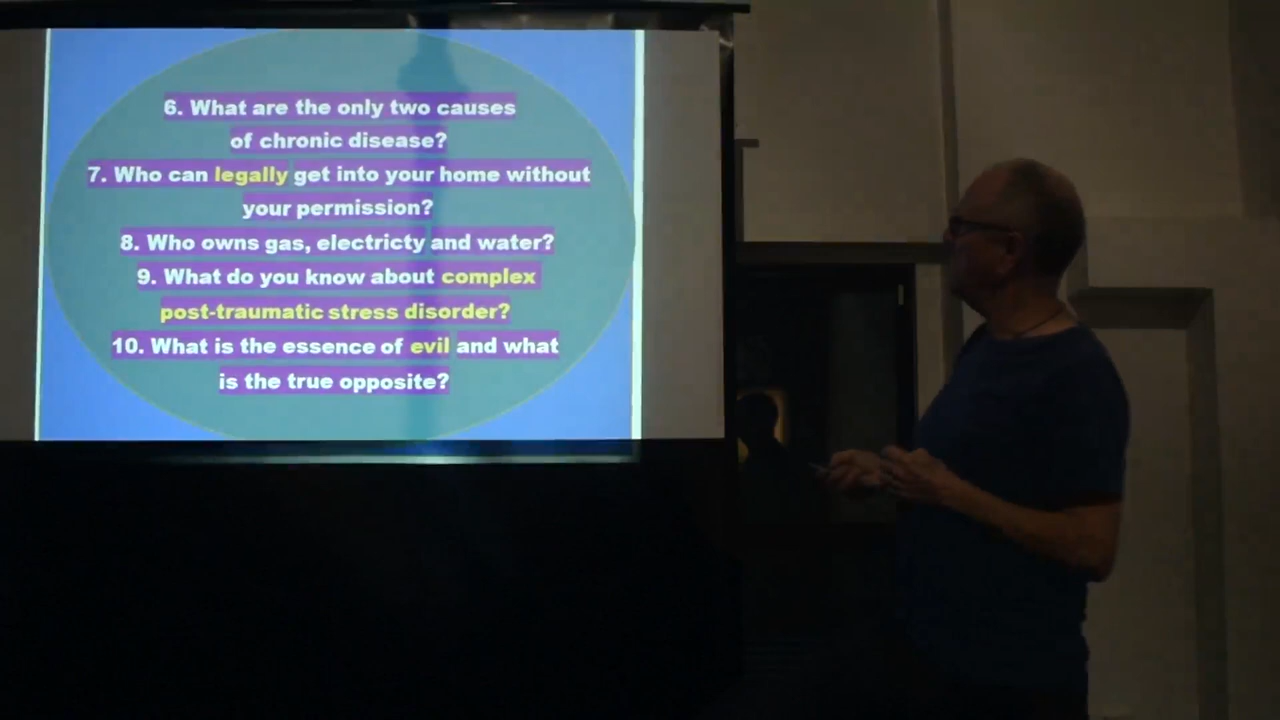 6. What are the only two causes
of chronic disease?
7. Who can legally get into your home without
your permission?
8. Who owns gas, electricty and water?
9. What do you know about complex
post-traumatic stress disorder?
10. What is the essence of evil and what
is the true opposite?